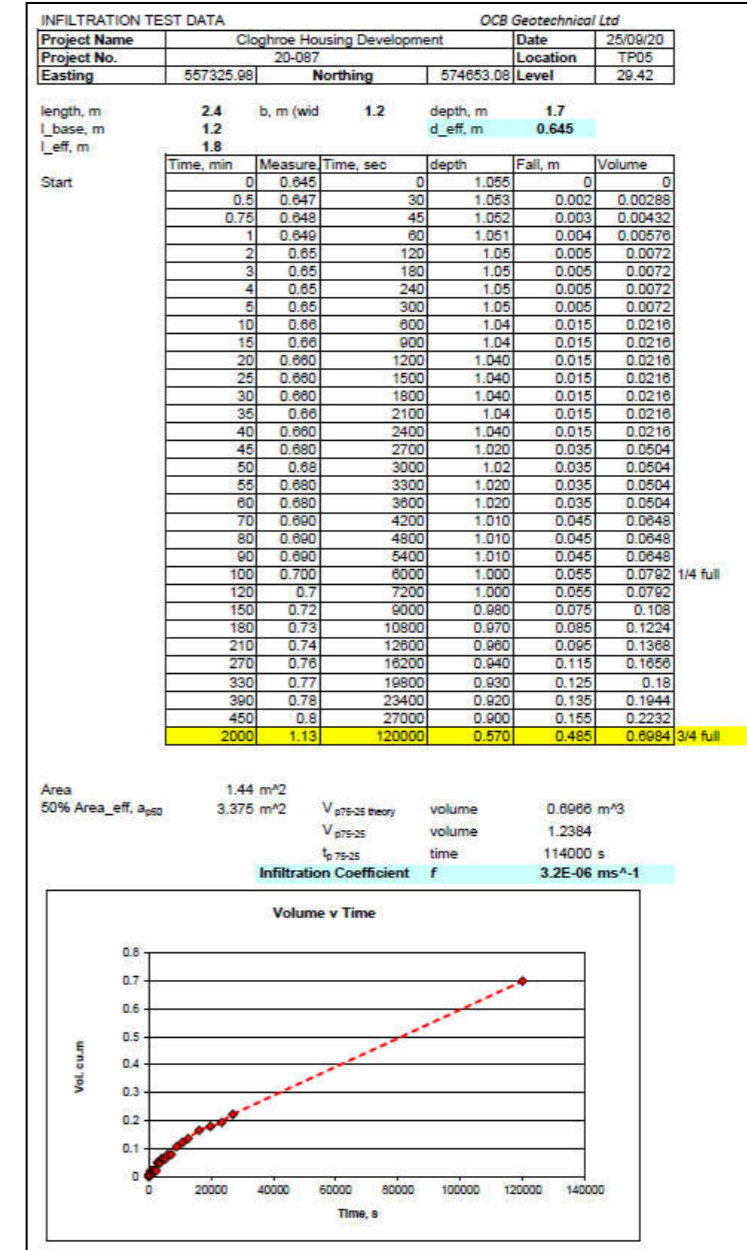 INFILTRATION TEST DATA OCB Geotechnical Ltd
Project Name Cloghroe Housing Development Date 25/09/20
Project No. 20-087 Location TP05
Easting 557325.98 Northing 574653.08 Level 29.42
length, m 2.4 b, m (wid 1.2 depth, m 1.7
l_base, m 1.2 d_eff, m 0.645
l_eff, m 1.8
Time, min Measure, Time, sec depth Fall, m Volume
Start 0 0.645 0 1.055 0 0
0.5 0.647 30 1.053 0.002 0.00288
0.75 0.648 45 1.052 0.003 0.00432
1 0.649 60 1.051 0.004 0.00576
2 0.65 120 1.05 0.005 0.0072
3 0.65 180 1.05 0.005 0.0072
4 0.65 240 1.05 0.005 0.0072
5 0.65 300 1.05 0.005 0.0072
10 0.66 600 1.04 0.015 0.0216
15 0.66 900 1.04 0.015 0.0216
20 0.660 1200 1.040 0.015 0.0216
25 0.660 1500 1.040 0.015 0.0216
30 0.660 1800 1.040 0.015 0.0216
35 0.66 2100 1.04 0.015 0.0216
40 0.660 2400 1.040 0.015 0.0216
45 0.680 2700 1.020 0.035 0.0504
50 0.68 3000 1.02 0.035 0.0504
55 0.680 3300 1.020 0.035 0.0504
60 0.680 3600 1.020 0.035 0.0504
70 0.690 4200 1.010 0.045 0.0648
80 0.690 4800 1.010 0.045 0.0648
90 0.690 5400 1.010 0.045 0.0648
100 0.700 6000 1.000 0.055 0.0792 1/4 full
120 0.7 7200 1.000 0.055 0.0792
150 0.72 9000 0.980 0.075 0.108
180 0.73 10800 0.970 0.085 0.1224
210 0.74 12600 0.960 0.095 0.1368
270 0.76 16200 0.940 0.115 0.1656
330 0.77 19800 0.930 0.125 0.18
390 0.78 23400 0.920 0.135 0.1944
450 0.8 27000 0.900 0.155 0.2232
2000 1.13 120000 0.570 0.485 0.6984 3/4 full
Area 1.44 m^2
50% Area_eff, ap50 3.375 m^2 V p75-25 theory volume 0.6966 m^3
V p75-25 volume 1.2384
tp 75-25 time 114000 s
Infiltration Coefficient f 3.2E-06 ms^-1
Volume v Time
0.8
0.7
0.6
0.5
0.4
0.3
0.2
0.1
0
Vol. cu.m
0 20000 40000 60000 80000 100000 120000 140000
Time, s